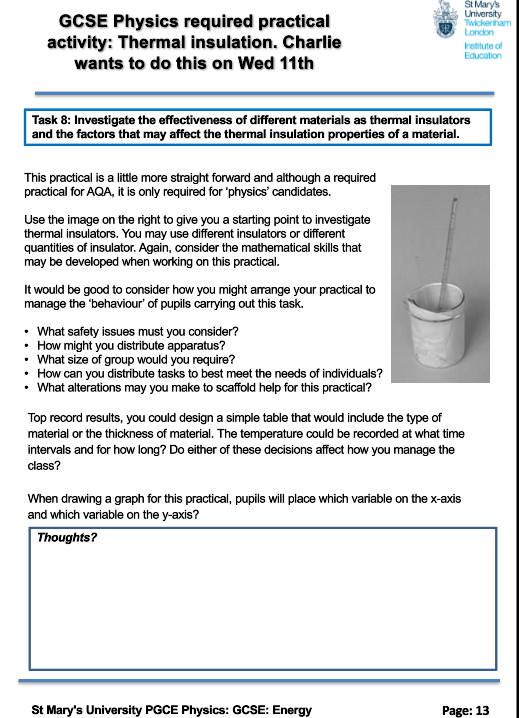 GCSE Physics required practical
activity: Thermal insulation. Charlie
wants to do this on Wed 11th
St Mary's
University
Twickenham
London
Institute of
Education
Task 8: Investigate the effectiveness of different materials as thermal insulators
and the factors that may affect the thermal insulation properties of a material.
This practical is a little more straight forward and although a required
practical for AQA, it is only required for 'physics' candidates.
Use the image on the right to give you a starting point to investigate
thermal insulators. You may use different insulators or different
quantities of insulator. Again, consider the mathematical skills that
may be developed when working on this practical.
It would be good to consider how you might arrange your practical to
manage the 'behaviour' of pupils carrying out this task.
• What safety issues must you consider?
• How might you distribute apparatus?
• What size of group would you require?
• How can you distribute tasks to best meet the needs of individuals?
• What alterations may you make to scaffold help for this practical?
Top record results, you could design a simple table that would include the type of
material or the thickness of material. The temperature could be recorded at what time
intervals and for how long? Do either of these decisions affect how you manage the
class?
When drawing a graph for this practical, pupils will place which variable on the x-axis
and which variable on the y-axis?
Thoughts?
St Mary's University PGCE Physics: GCSE: Energy
Page: 13